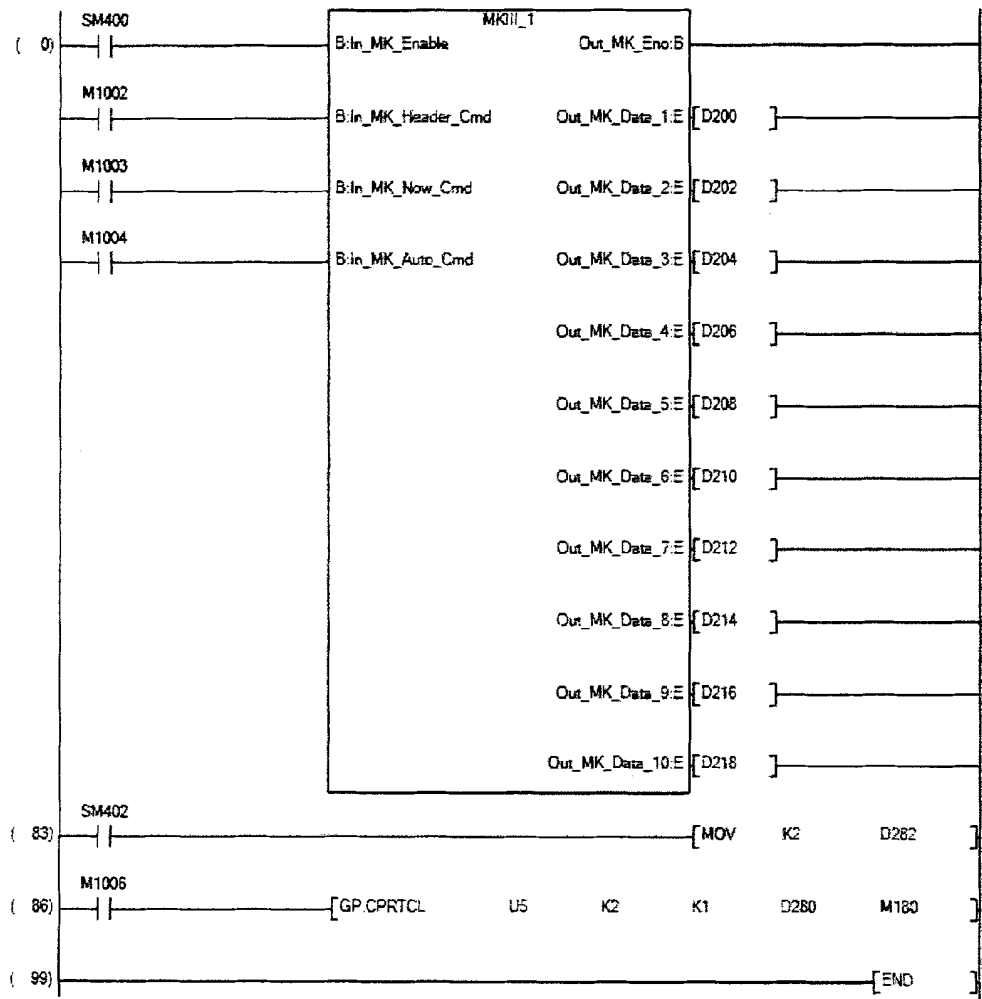 SM400 MKIII_1
( 0) B:In_MK_Enable Out_MK_Eno:B
M1002
B:In_MK_Header_Cmd Out_MK_Data_1:E [D200 ]
M1003
B:In_MK_Now_Cmd Out_MK_Data_2:E [D202 ]
M1004
B:In_MK_Auto_Cmd Out_MK_Data_3:E [D204 ]
Out_MK_Data_4:E [D206 ]
Out_MK_Data_5:E [D208 ]
Out_MK_Data_6:E [D210 ]
Out_MK_Data_7:E [D212 ]
Out_MK_Data_8:E [D214 ]
Out_MK_Data_9:E [D216 ]
Out_MK_Data_10:E [D218 ]
SM402
( 83) [MOV K2 D282 ]
M1006
( 86) [GP.CPRTCL U5 K2 K1 D280 M180 ]
( 99) [END ]